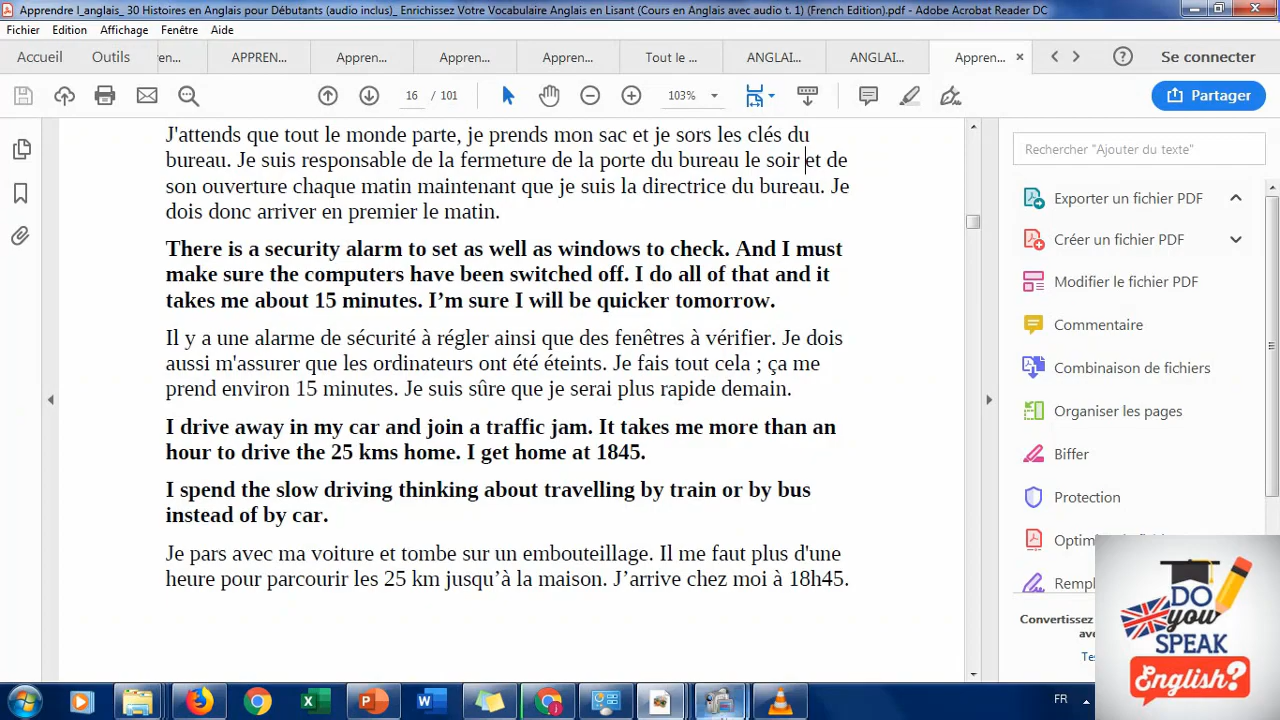 Apprendre l_anglais_ 30 Histoires en Anglais pour Débutants (audio inclus)_ Enrichissez Votre Vocabulaire Anglais en Lisant (Cours en Anglais avec audio t. 1) (French Edition).pdf - Adobe Acrobat Reader DC
Fichier Edition Affichage Fenêtre Aide
Accueil Outils ren... APPREN... Appren... Appren... Appren... Tout le ... ANGLAI... ANGLAI... Appren... × Se connecter
16 / 101 103% Partager
J'attends que tout le monde parte, je prends mon sac et je sors les clés du
bureau. Je suis responsable de la fermeture de la porte du bureau le soir et de
son ouverture chaque matin maintenant que je suis la directrice du bureau. Je
dois donc arriver en premier le matin.
There is a security alarm to set as well as windows to check. And I must
make sure the computers have been switched off. I do all of that and it
takes me about 15 minutes. I’m sure I will be quicker tomorrow.
Il y a une alarme de sécurité à régler ainsi que des fenêtres à vérifier. Je dois
aussi m'assurer que les ordinateurs ont été éteints. Je fais tout cela ; ça me
prend environ 15 minutes. Je suis sûre que je serai plus rapide demain.
I drive away in my car and join a traffic jam. It takes me more than an
hour to drive the 25 kms home. I get home at 1845.
I spend the slow driving thinking about travelling by train or by bus
instead of by car.
Je pars avec ma voiture et tombe sur un embouteillage. Il me faut plus d'une
heure pour parcourir les 25 km jusqu’à la maison. J’arrive chez moi à 18h45.
Rechercher "Ajouter du texte"
Exporter un fichier PDF
Créer un fichier PDF
Modifier le fichier PDF
Commentaire
Combinaison de fichiers
Organiser les pages
Biffer
Protection
Optim
Rempl
Convertissez
av
Te
DO
you
SPEAK
English?
FR